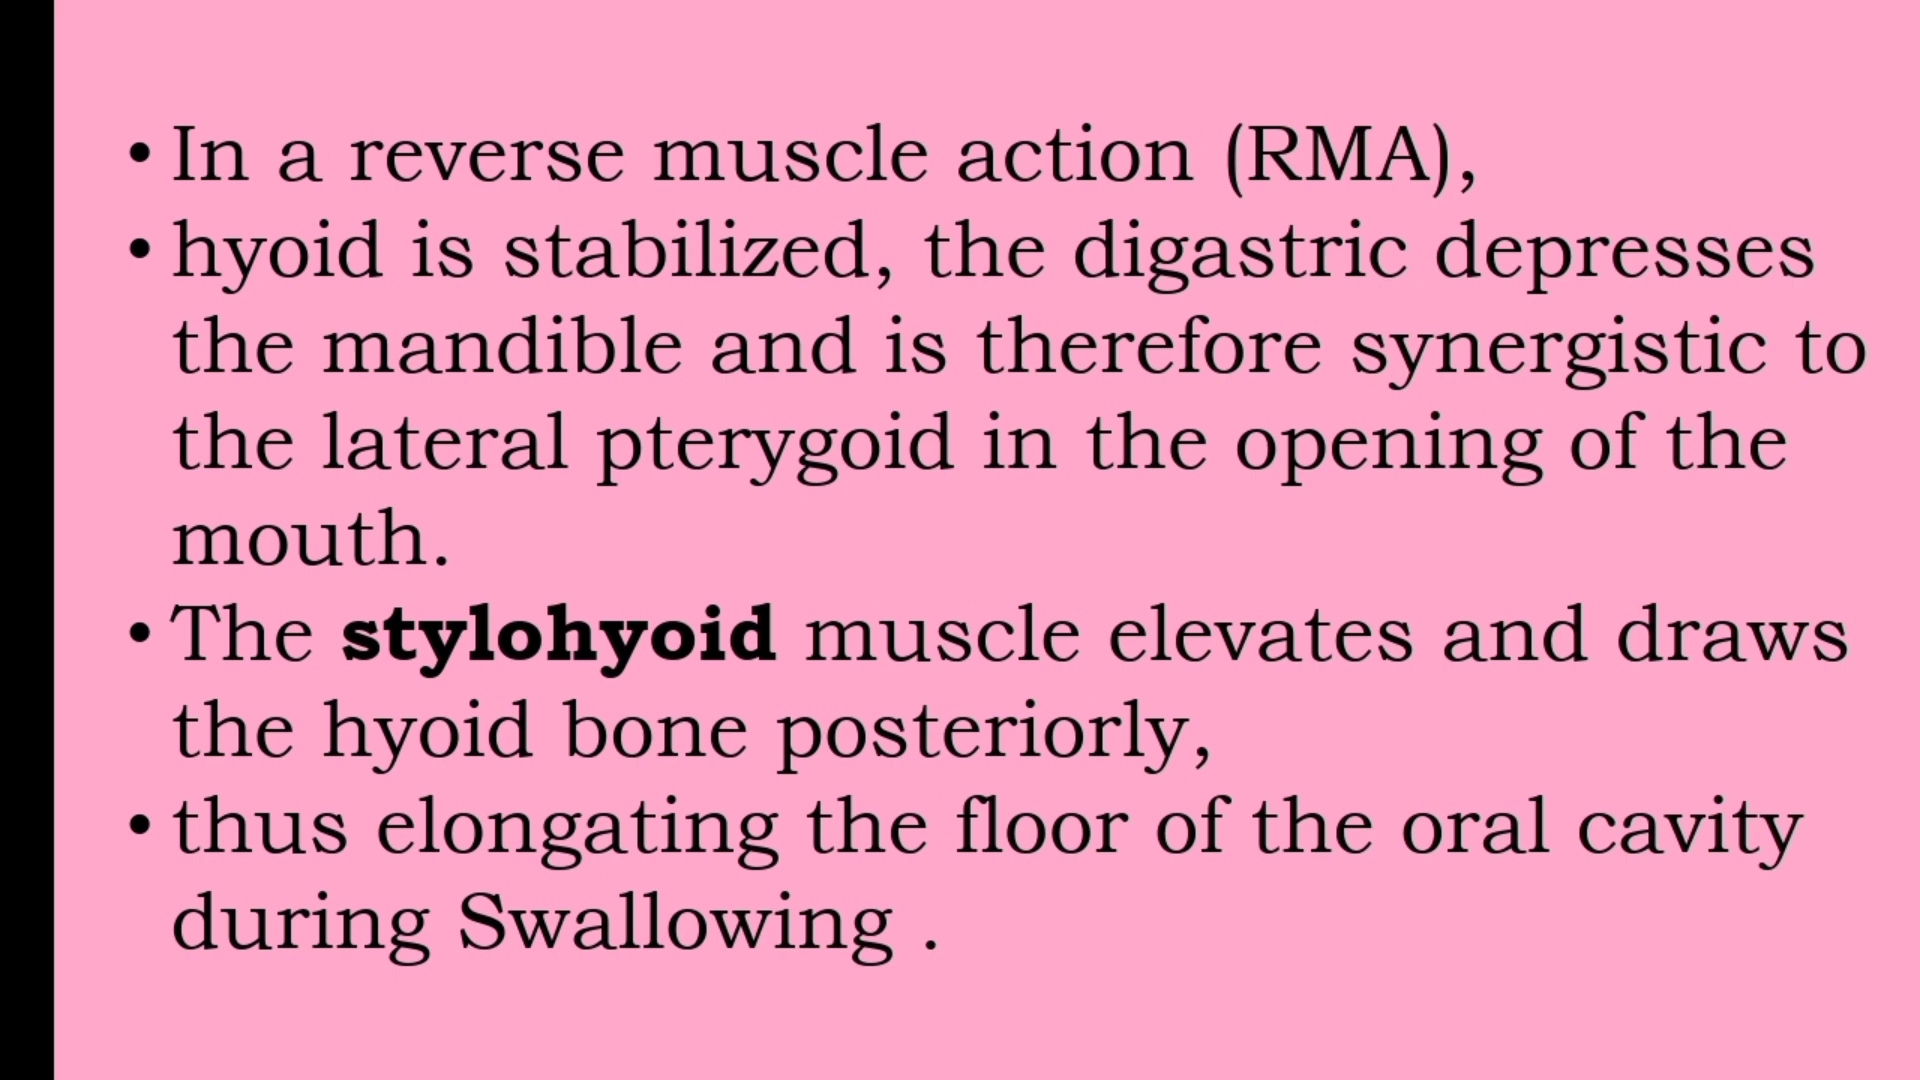 • In a reverse muscle action (RMA),
• hyoid is stabilized, the digastric depresses
the mandible and is therefore synergistic to
the lateral pterygoid in the opening of the
mouth.
• The stylohyoid muscle elevates and draws
the hyoid bone posteriorly,
• thus elongating the floor of the oral cavity
during Swallowing .